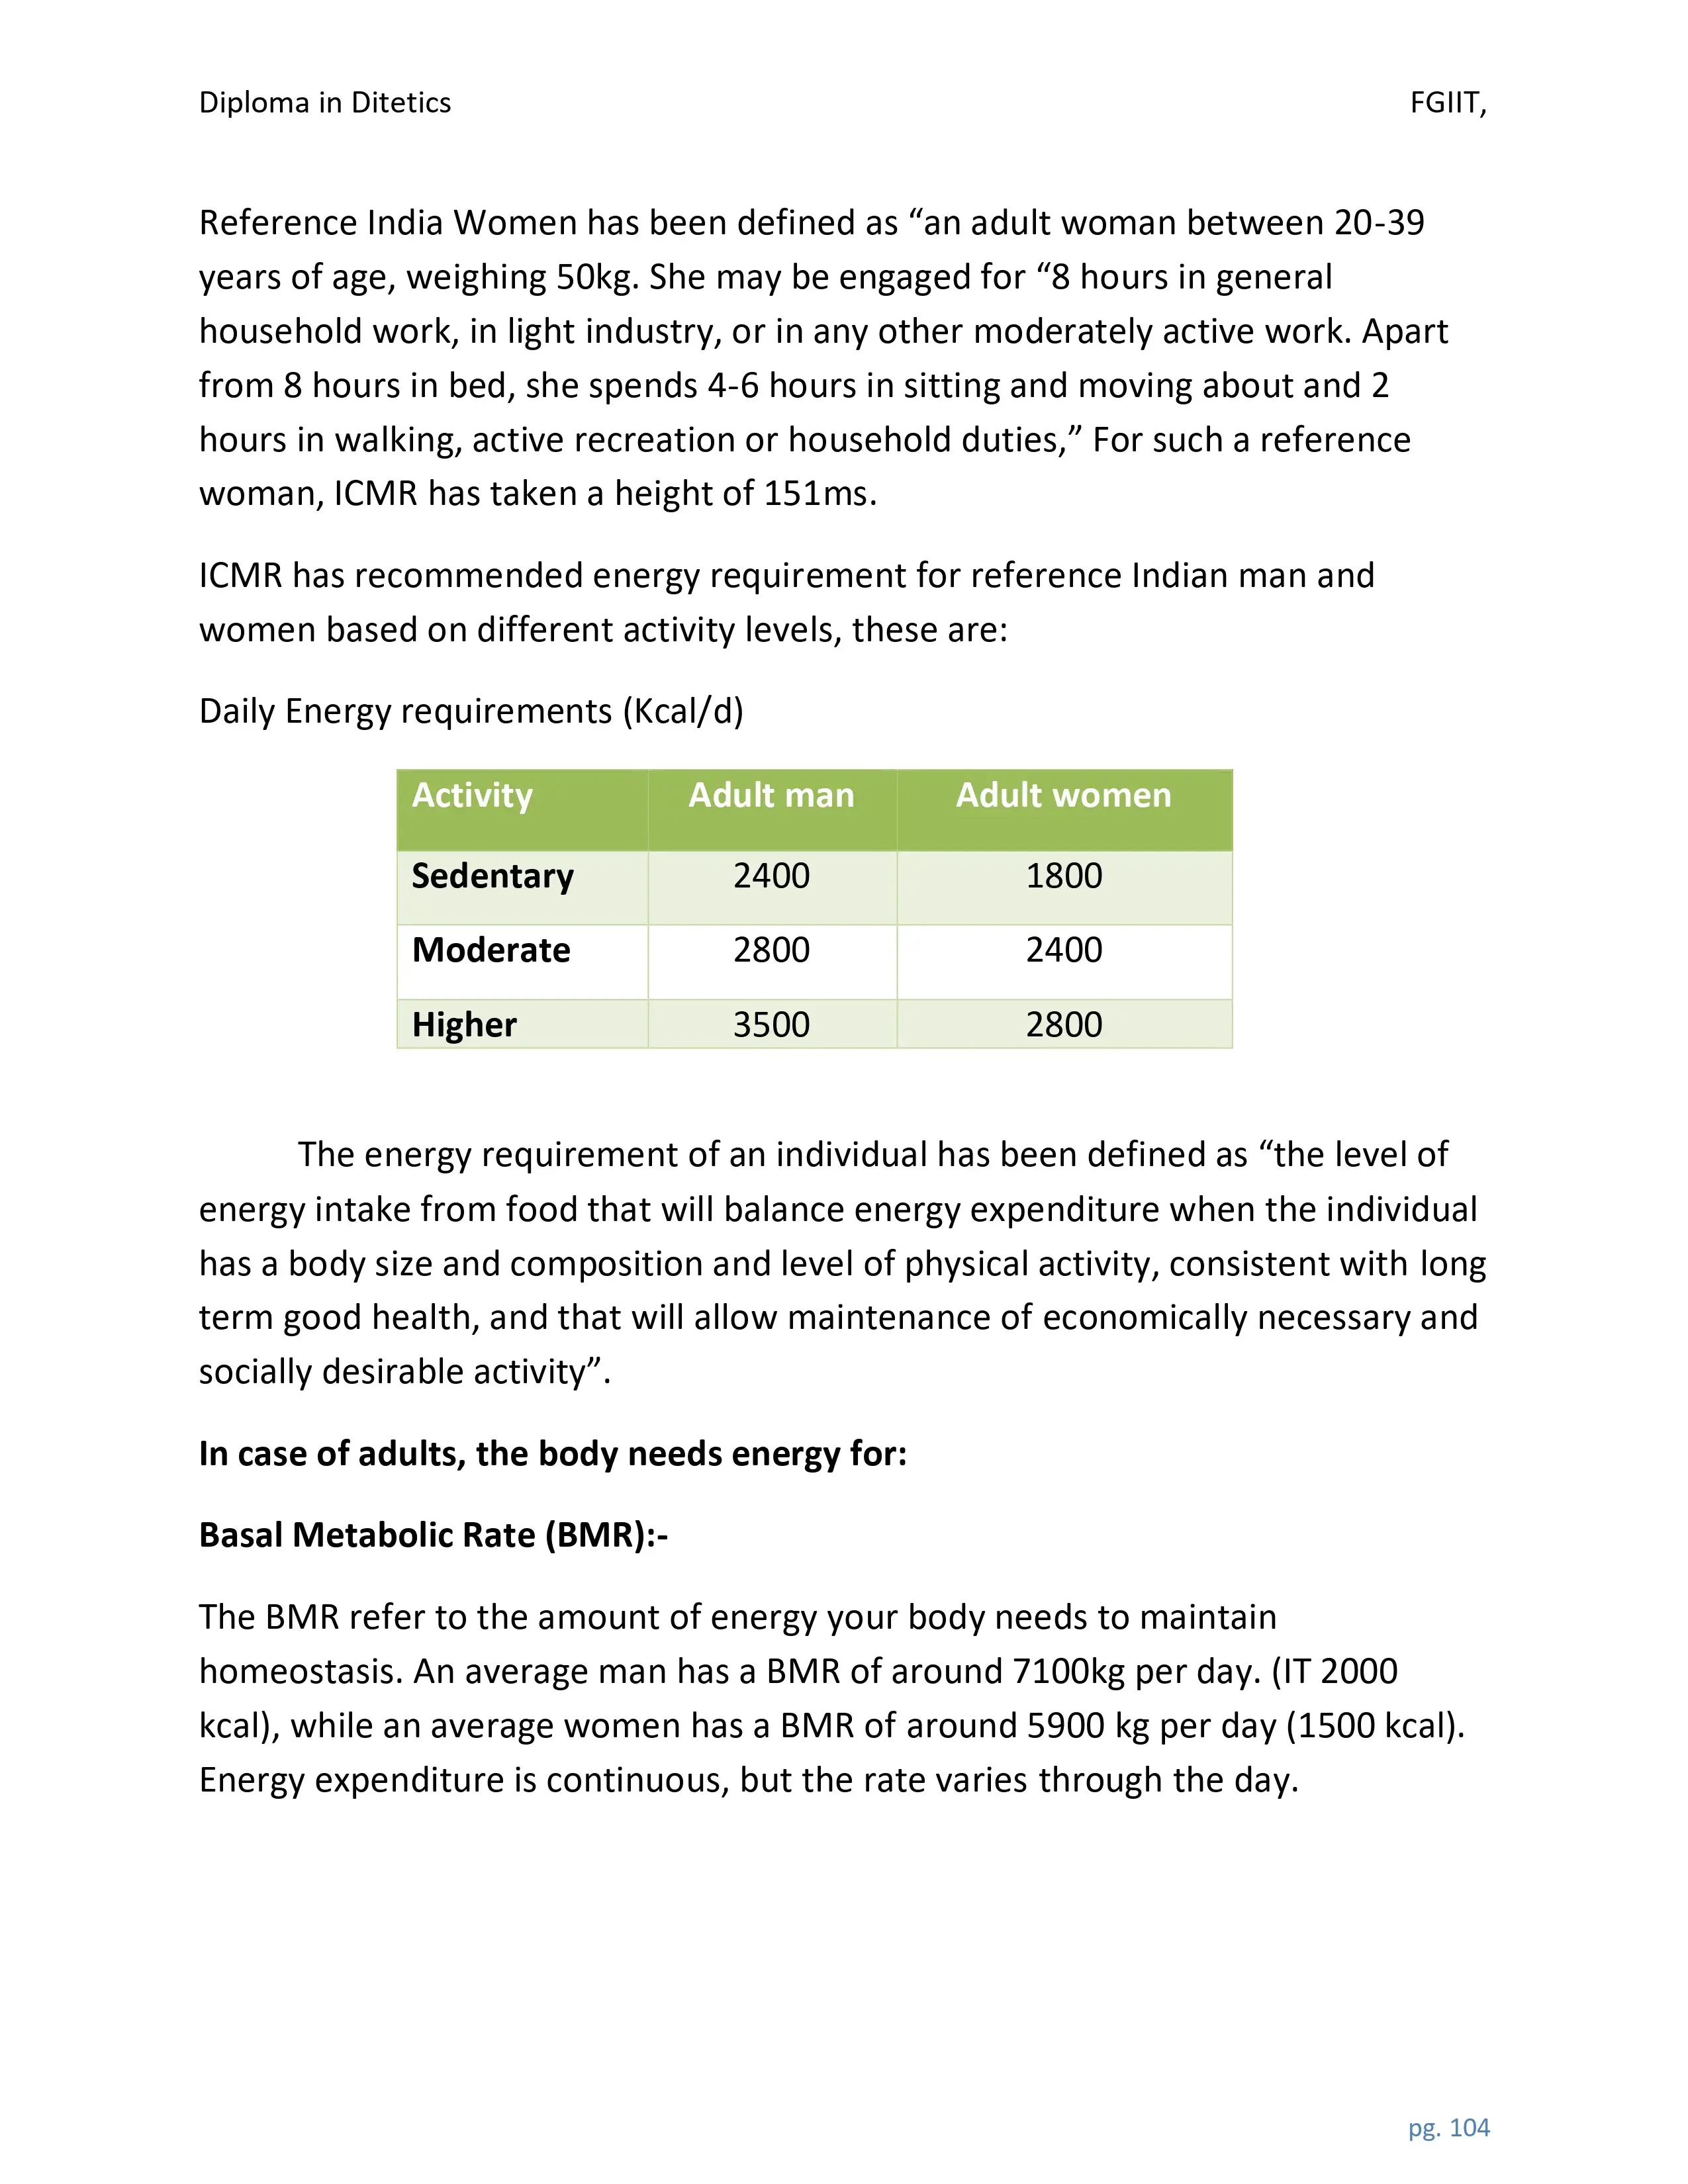 Diploma in Ditetics FGIIT,
Reference India Women has been defined as “an adult woman between 20-39
years of age, weighing 50kg. She may be engaged for “8 hours in general
household work, in light industry, or in any other moderately active work. Apart
from 8 hours in bed, she spends 4-6 hours in sitting and moving about and 2
hours in walking, active recreation or household duties,” For such a reference
woman, ICMR has taken a height of 151ms.
ICMR has recommended energy requirement for reference Indian man and
women based on different activity levels, these are:
Daily Energy requirements (Kcal/d)
Activity Adult man Adult women
Sedentary 2400 1800
Moderate 2800 2400
Higher 3500 2800
The energy requirement of an individual has been defined as “the level of
energy intake from food that will balance energy expenditure when the individual
has a body size and composition and level of physical activity, consistent with long
term good health, and that will allow maintenance of economically necessary and
socially desirable activity”.
In case of adults, the body needs energy for:
Basal Metabolic Rate (BMR):-
The BMR refer to the amount of energy your body needs to maintain
homeostasis. An average man has a BMR of around 7100kg per day. (IT 2000
kcal), while an average women has a BMR of around 5900 kg per day (1500 kcal).
Energy expenditure is continuous, but the rate varies through the day.
pg. 104